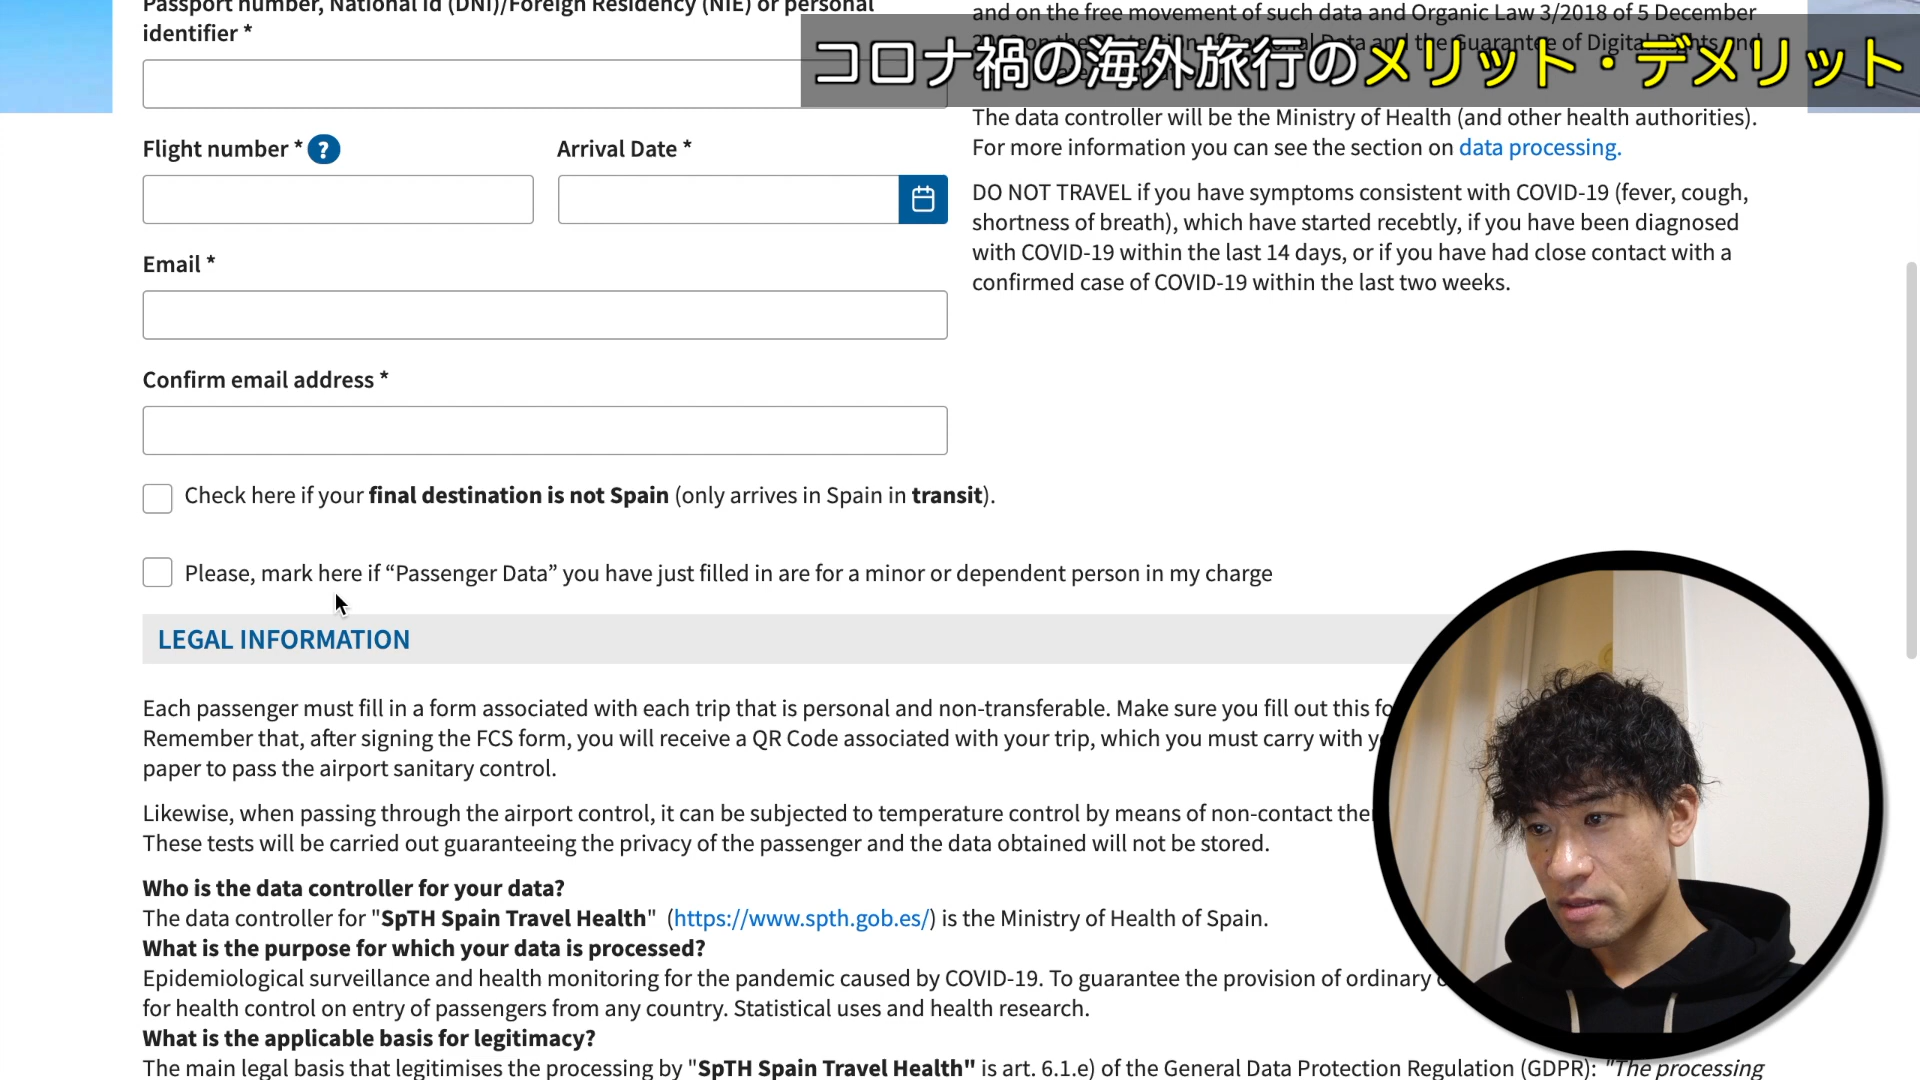 Passport number, National Id (DNI)/Foreign Residency (NIE) or personal
identifier *
Flight number * ?
Arrival Date *
Email *
Confirm email address *
Check here if your final destination is not Spain (only arrives in Spain in transit).
Please, mark here if “Passenger Data” you have just filled in are for a minor or dependent person in my charge
and on the free movement of such data and Organic Law 3/2018 of 5 December
on the Protection of Personal Data and the Guarantee of Digital Rights and
コロナ禍の海外旅行のメリット・デメリット
The data controller will be the Ministry of Health (and other health authorities).
For more information you can see the section on data processing.
DO NOT TRAVEL if you have symptoms consistent with COVID-19 (fever, cough,
shortness of breath), which have started recebtly, if you have been diagnosed
with COVID-19 within the last 14 days, or if you have had close contact with a
confirmed case of COVID-19 within the last two weeks.
LEGAL INFORMATION
Each passenger must fill in a form associated with each trip that is personal and non-transferable. Make sure you fill out this
Remember that, after signing the FCS form, you will receive a QR Code associated with your trip, which you must carry with
paper to pass the airport sanitary control.
Likewise, when passing through the airport control, it can be subjected to temperature control by means of non-contact
These tests will be carried out guaranteeing the privacy of the passenger and the data obtained will not be stored.
Who is the data controller for your data?
The data controller for "SpTH Spain Travel Health" (https://www.spth.gob.es/) is the Ministry of Health of Spain.
What is the purpose for which your data is processed?
Epidemiological surveillance and health monitoring for the pandemic caused by COVID-19. To guarantee the provision of ordinary
for health control on entry of passengers from any country. Statistical uses and health research.
What is the applicable basis for legitimacy?
The main legal basis that legitimises the processing by "SpTH Spain Travel Health" is art. 6.1.e) of the General Data Protection Regulation (GDPR): "The processing